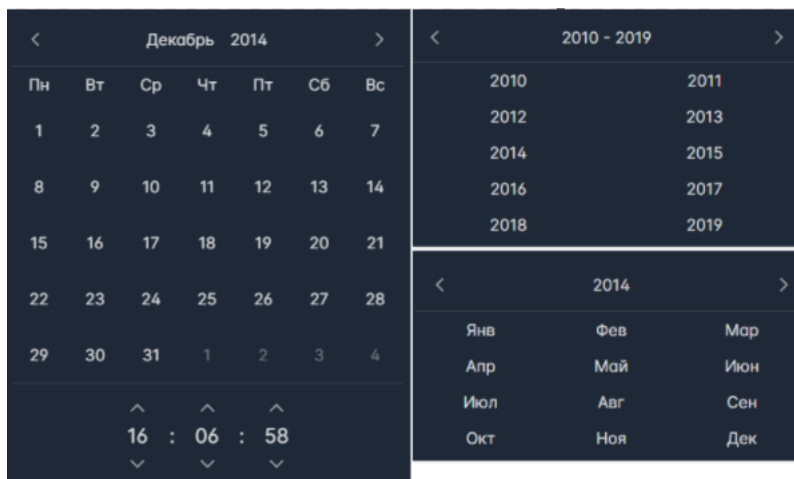 < Декабрь 2014 >
Пн Вт Ср Чт Пт Сб Вс
1 2 3 4 5 6 7
8 9 10 11 12 13 14
15 16 17 18 19 20 21
22 23 24 25 26 27 28
29 30 31 1 2 3 4
16 : 06 : 58
< 2010 - 2019 >
2010 2011
2012 2013
2014 2015
2016 2017
2018 2019
< 2014 >
Янв Фев Мар
Апр Май Июн
Июл Авг Сен
Окт Ноя Дек